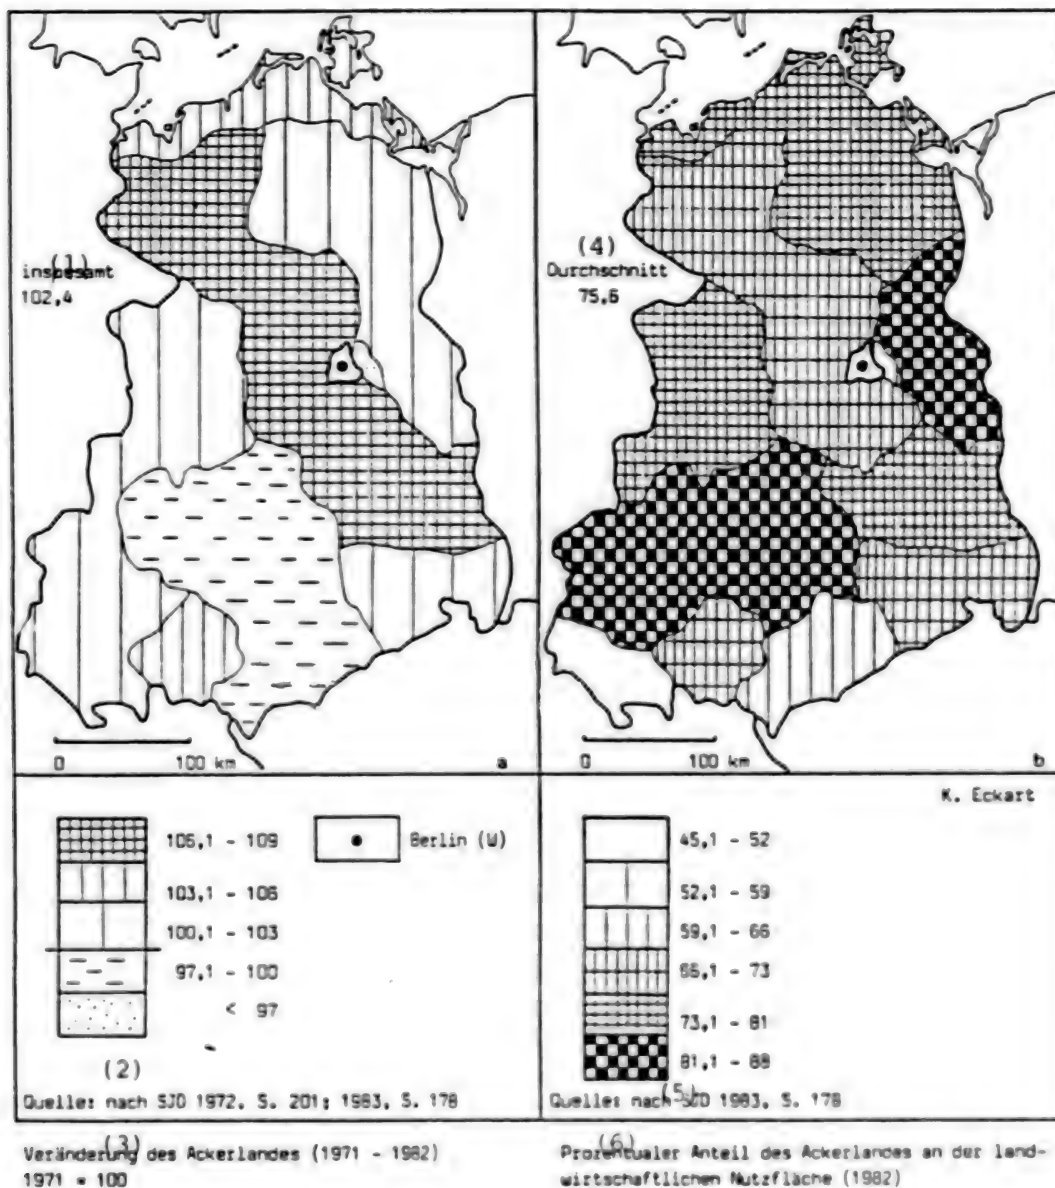 (1)
insgesamt
102,4
0 100 km a
(4)
Durchschnitt
75,6
0 100 km b
106,1 - 109
103,1 - 106
100,1 - 103
97,1 - 100
< 97
Berlin (W)
(2)
Quelle: nach SJD 1972, S. 201; 1983, S. 178
K. Eckart
45,1 - 52
52,1 - 59
59,1 - 66
66,1 - 73
73,1 - 81
81,1 - 88
(5)
Quelle: nach SJD 1983, S. 178
(3)
Veränderung des Ackerlandes (1971 - 1982)
1971 = 100
(6)
Prozentualer Anteil des Ackerlandes an der land-
wirtschaftlichen Nutzfläche (1982)